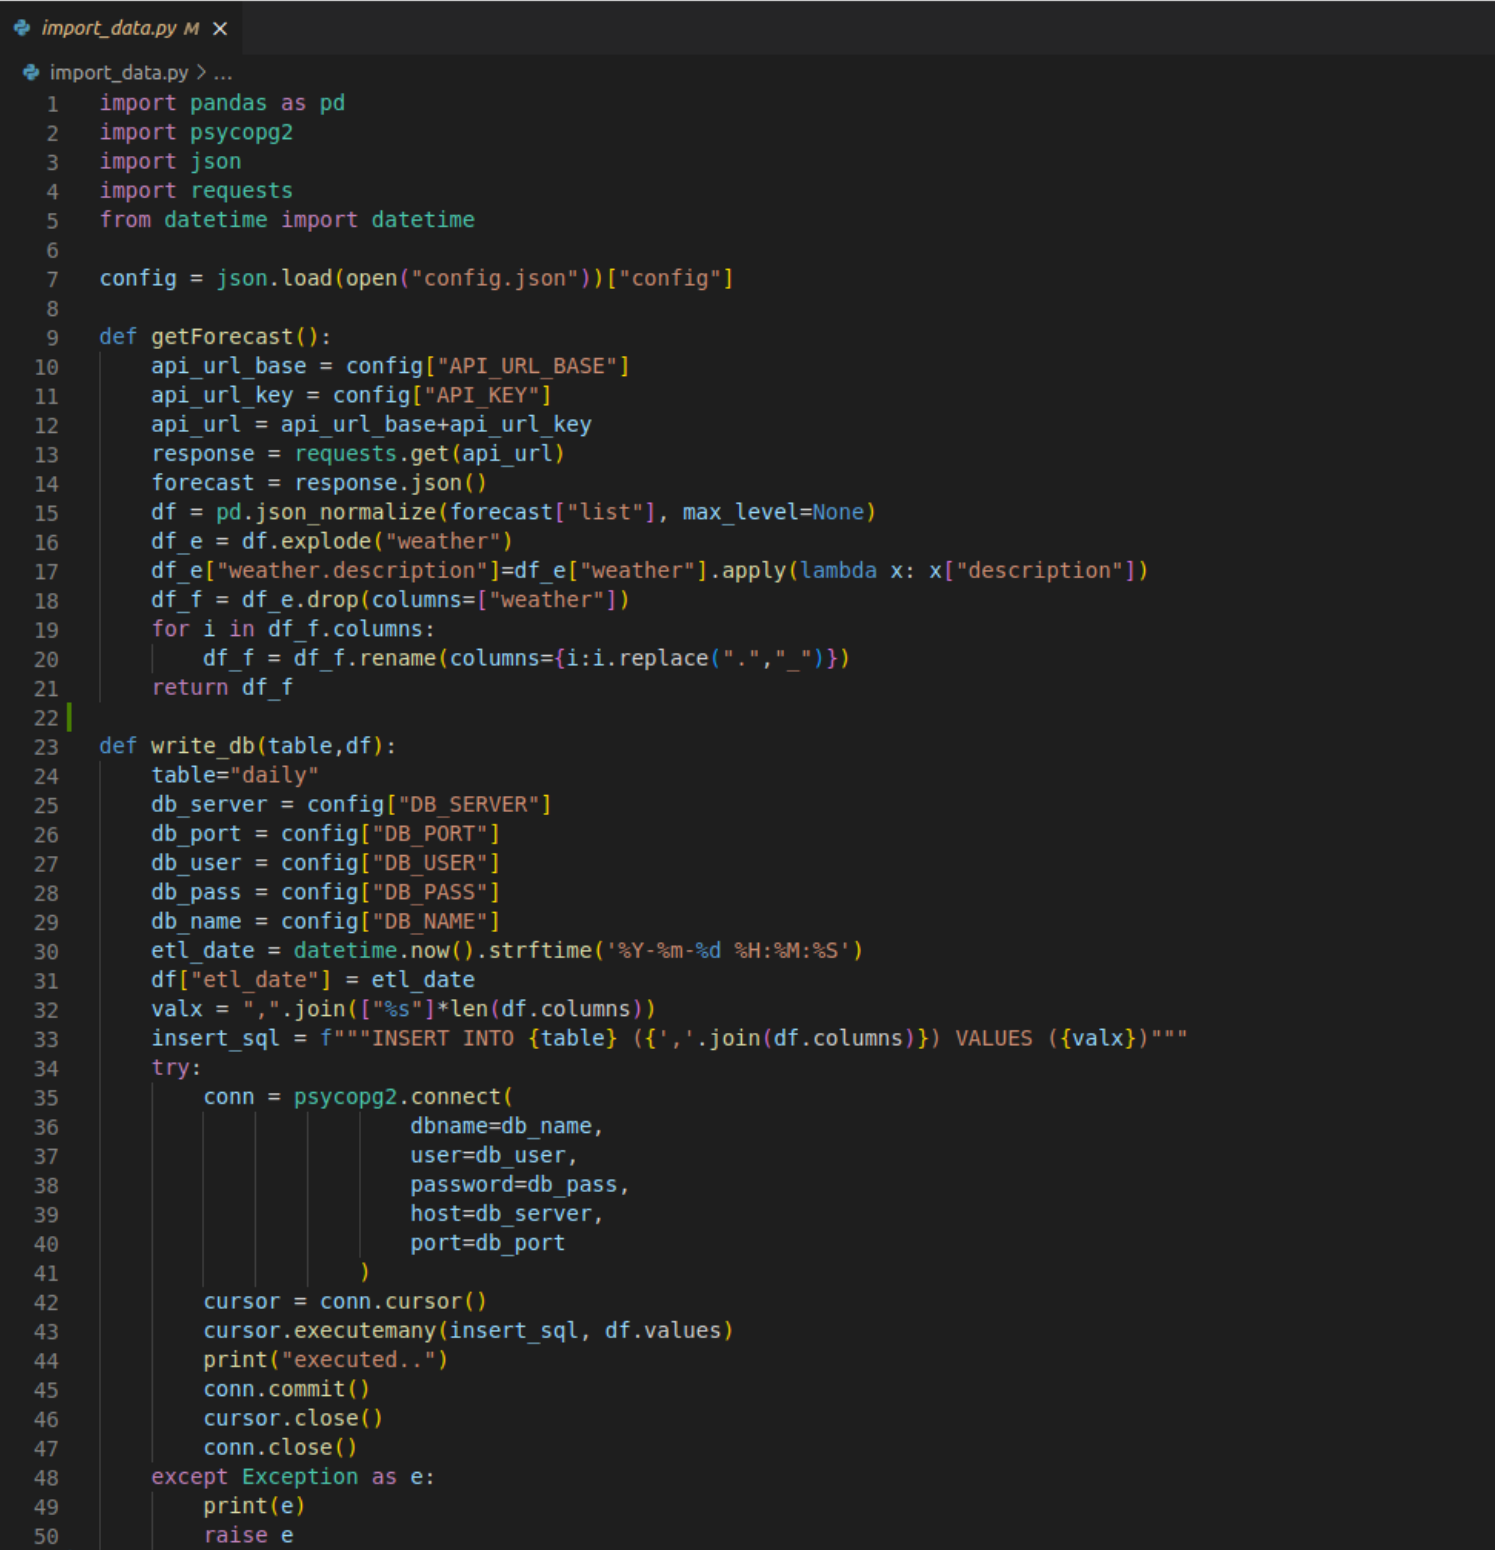 import_data.py M ×
import_data.py > ...
1 import pandas as pd
2 import psycopg2
3 import json
4 import requests
5 from datetime import datetime
6
7 config = json.load(open("config.json"))["config"]
8
9 def getForecast():
10     api_url_base = config["API_URL_BASE"]
11     api_url_key = config["API_KEY"]
12     api_url = api_url_base+api_url_key
13     response = requests.get(api_url)
14     forecast = response.json()
15     df = pd.json_normalize(forecast["list"], max_level=None)
16     df_e = df.explode("weather")
17     df_e["weather.description"]=df_e["weather"].apply(lambda x: x["description"])
18     df_f = df_e.drop(columns=["weather"])
19     for i in df_f.columns:
20         df_f = df_f.rename(columns={i:i.replace(".","_")})
21     return df_f
22
23 def write_db(table,df):
24     table="daily"
25     db_server = config["DB_SERVER"]
26     db_port = config["DB_PORT"]
27     db_user = config["DB_USER"]
28     db_pass = config["DB_PASS"]
29     db_name = config["DB_NAME"]
30     etl_date = datetime.now().strftime('%Y-%m-%d %H:%M:%S')
31     df["etl_date"] = etl_date
32     valx = ",".join(["%s"]*len(df.columns))
33     insert_sql = f"""INSERT INTO {table} ({','.join(df.columns)}) VALUES ({valx})"""
34     try:
35         conn = psycopg2.connect(
36                         dbname=db_name,
37                         user=db_user,
38                         password=db_pass,
39                         host=db_server,
40                         port=db_port
41                     )
42         cursor = conn.cursor()
43         cursor.executemany(insert_sql, df.values)
44         print("executed..")
45         conn.commit()
46         cursor.close()
47         conn.close()
48     except Exception as e:
49         print(e)
50         raise e